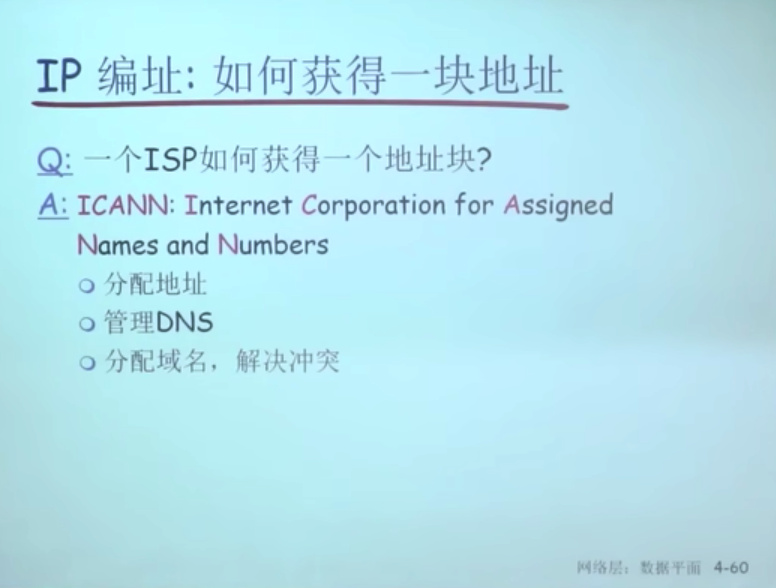 IP 编址: 如何获得一块地址
Q: 一个ISP如何获得一个地址块?
A: ICANN: Internet Corporation for Assigned
Names and Numbers
分配地址
管理DNS
分配域名，解决冲突
网络层：数据平面 4-60